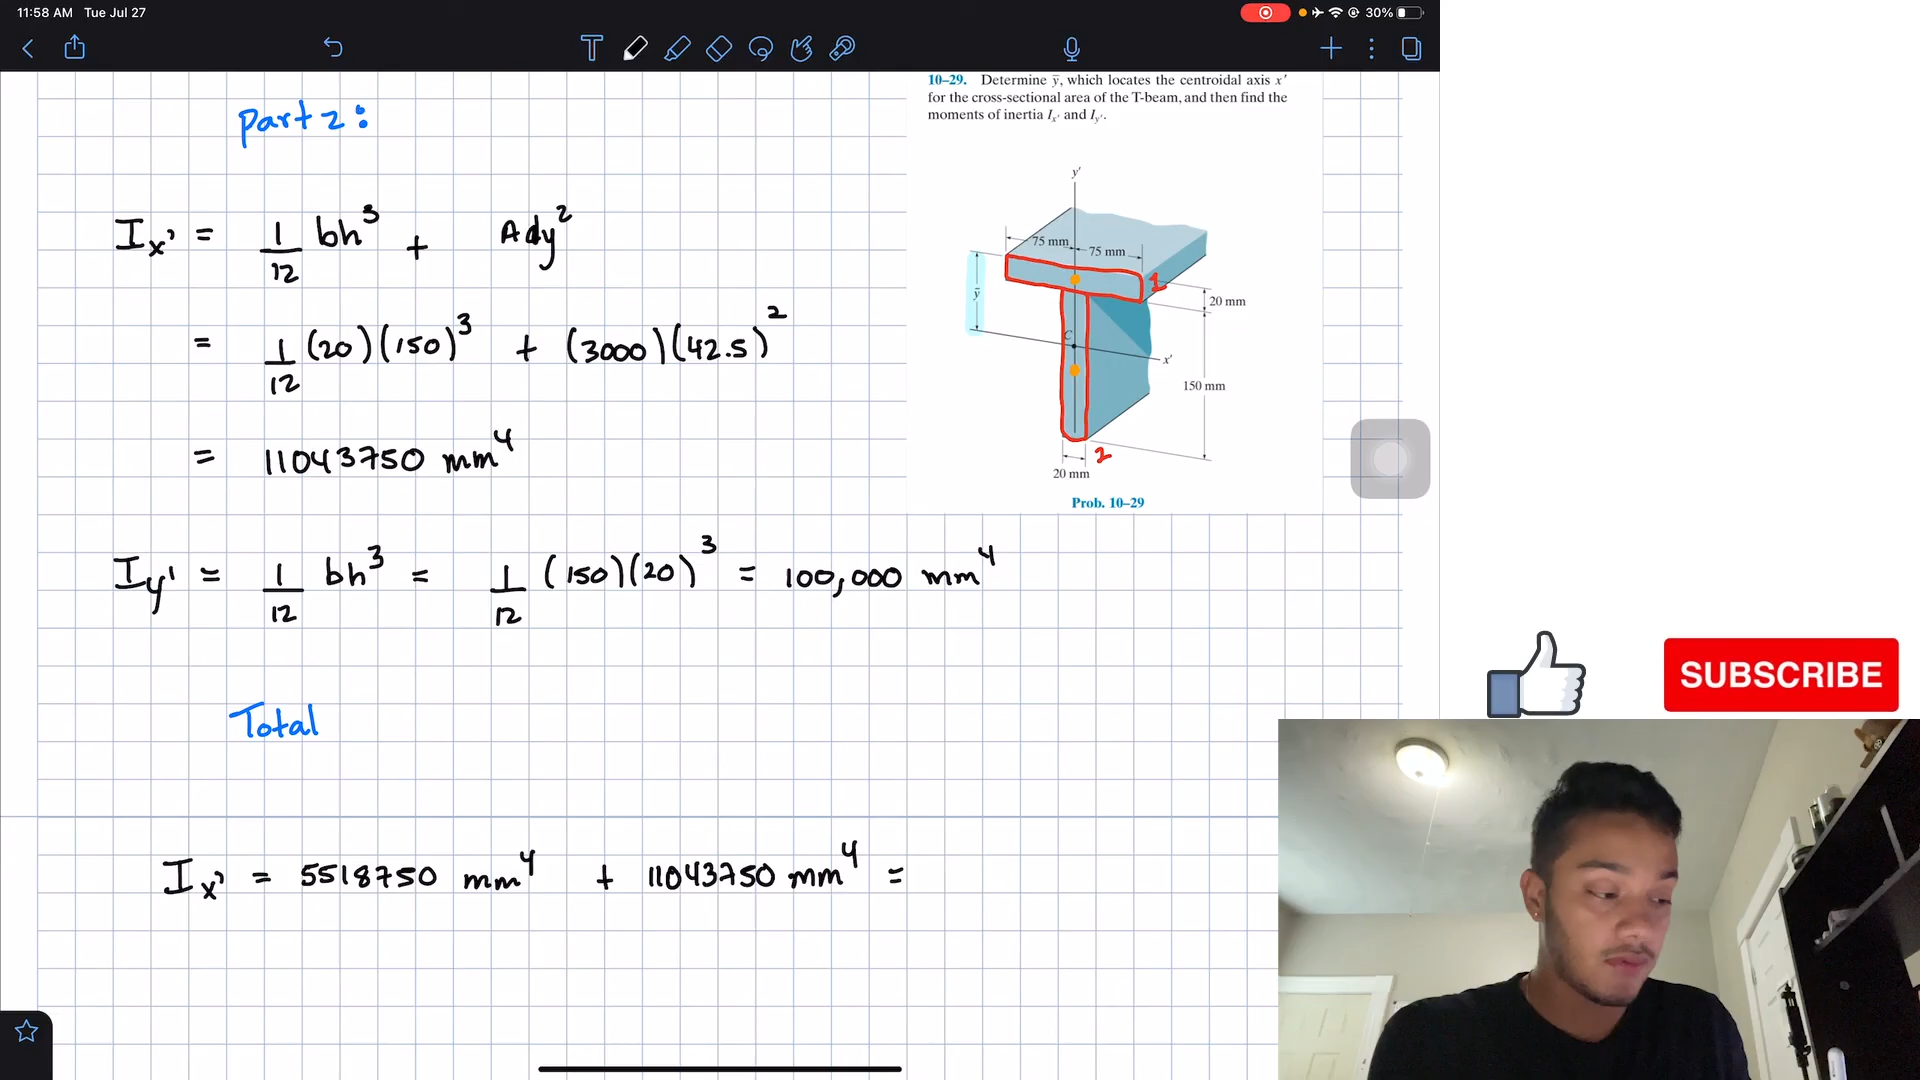 11:58 AM Tue Jul 27
30%
T
10–29. Determine ȳ, which locates the centroidal axis x′
for the cross-sectional area of the T-beam, and then find the
moments of inertia Ix′ and Iy′.
part 2:
y′
75 mm
75 mm
1
ȳ
20 mm
C
x′
150 mm
2
20 mm
Prob. 10–29
Ix' = 1/12 bh³ + Ady²
= 1/12 (20)(150)³ + (3000)(42.5)²
= 11043750 mm⁴
Iy' = 1/12 bh³ = 1/12 (150)(20)³ = 100,000 mm⁴
SUBSCRIBE
Total
Ix' = 5518750 mm⁴ + 11043750 mm⁴ =